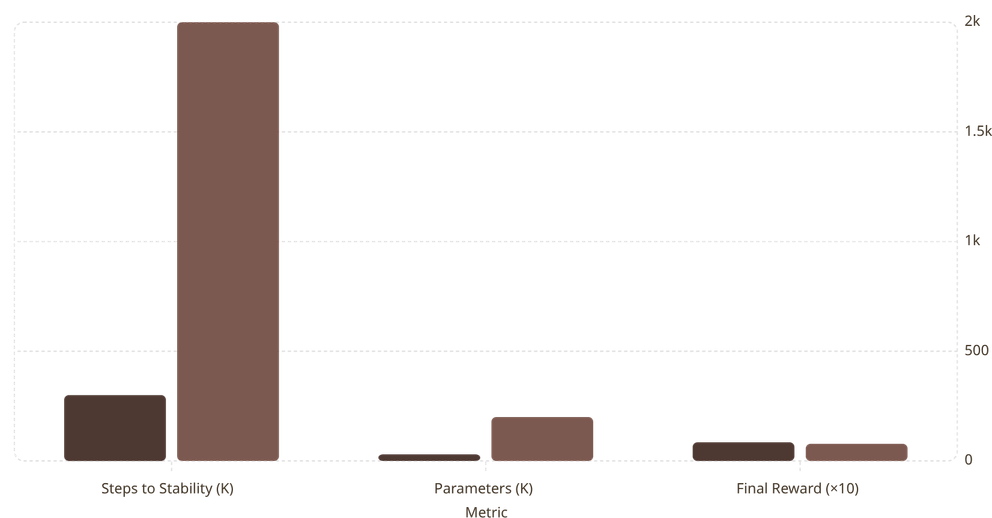 2k
1.5k
1k
500
0
Steps to Stability (K)
Parameters (K)
Final Reward (×10)
Metric